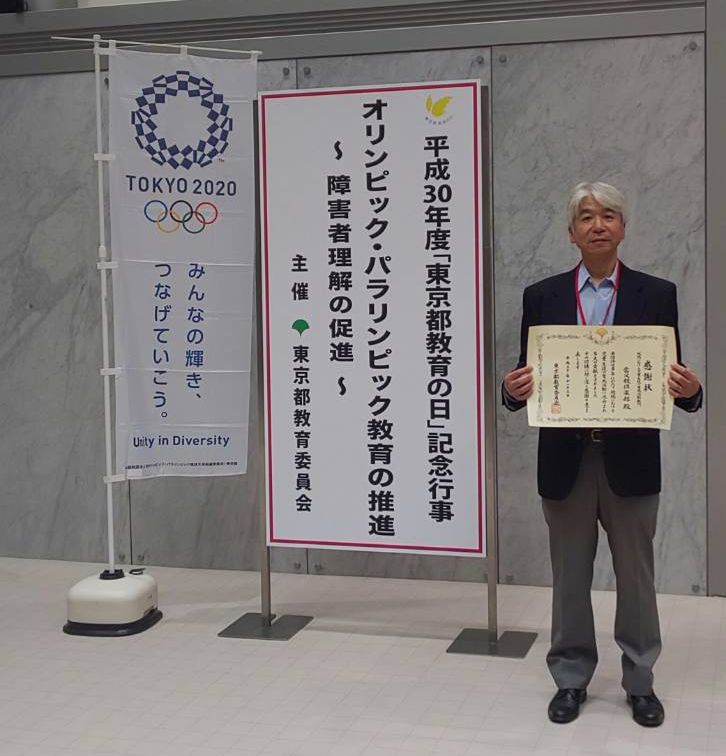 TOKYO 2020
みんなの輝き、
つなげていこう。
Unity in Diversity
平成30年度「東京都教育の日」記念行事
オリンピック・パラリンピック教育の推進
～ 障害者理解の促進 ～
主催 東京都教育委員会
感謝状
東京都教育委員会